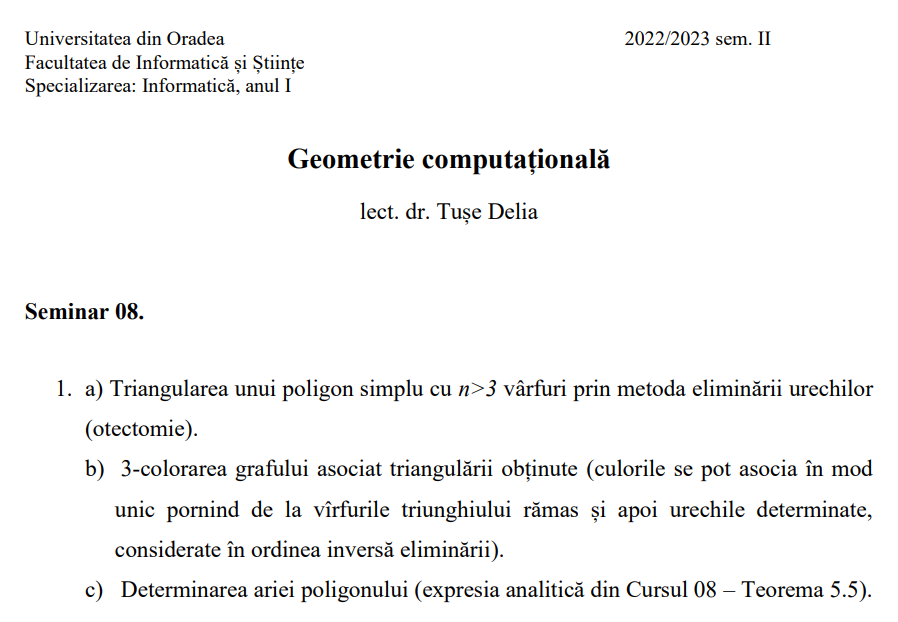 Universitatea din Oradea 2022/2023 sem. II
Facultatea de Informatică și Științe
Specializarea: Informatică, anul I
Geometrie computațională
lect. dr. Tușe Delia
Seminar 08.
1. a) Triangularea unui poligon simplu cu n>3 vârfuri prin metoda eliminării urechilor
(otectomie).
b) 3-colorarea grafului asociat triangulării obținute (culorile se pot asocia în mod
unic pornind de la vîrfurile triunghiului rămas și apoi urechile determinate,
considerate în ordinea inversă eliminării).
c) Determinarea ariei poligonului (expresia analitică din Cursul 08 – Teorema 5.5).